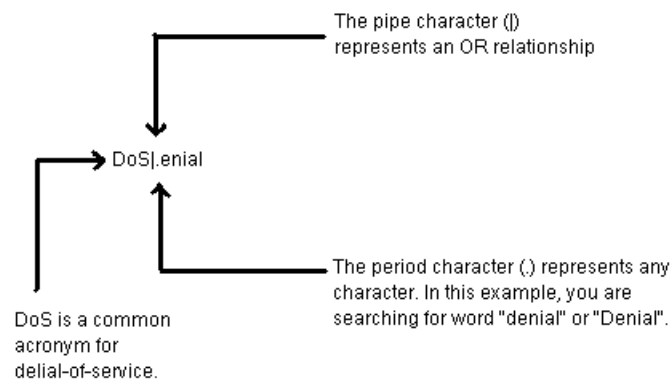 The pipe character (|)
represents an OR relationship
DoS|.enial
The period character (.) represents any
character. In this example, you are
searching for word "denial" or "Denial".
DoS is a common
acronym for
delial-of-service.